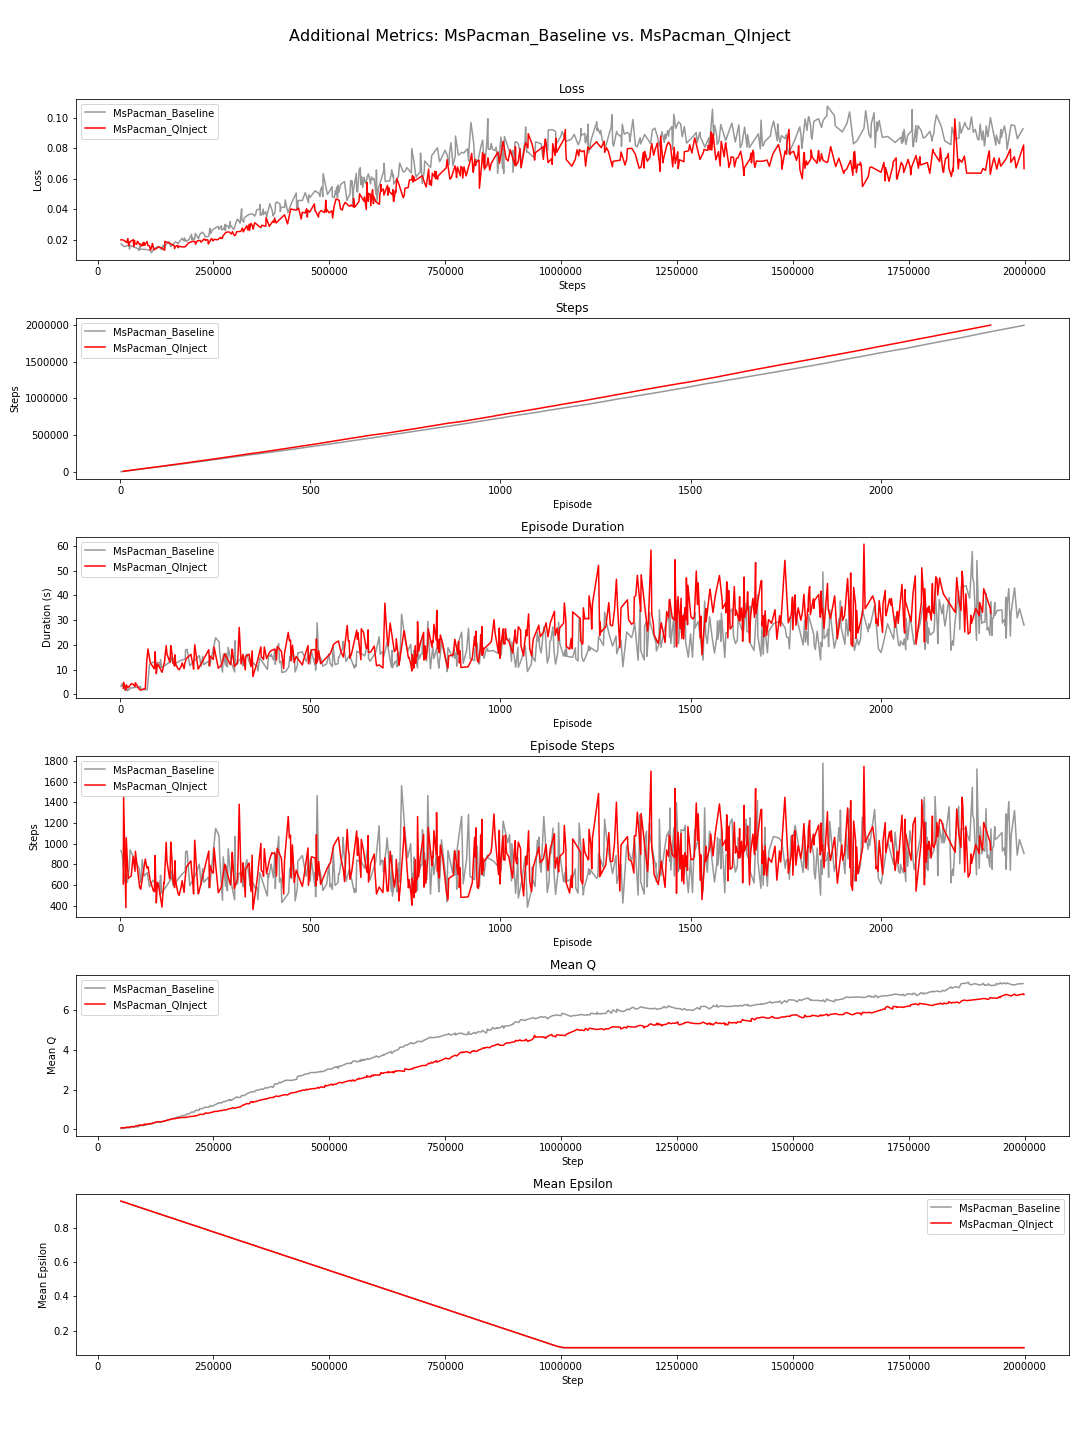 Additional Metrics: MsPacman_Baseline vs. MsPacman_QInject
Loss
MsPacman_Baseline
MsPacman_QInject
0.10
0.08
0.06
0.04
0.02
Loss
0 250000 500000 750000 1000000 1250000 1500000 1750000 2000000
Steps
Steps
MsPacman_Baseline
MsPacman_QInject
2000000
1500000
1000000
500000
0
Steps
0 500 1000 1500 2000
Episode
Episode Duration
MsPacman_Baseline
MsPacman_QInject
60
50
40
30
20
10
0
Duration (s)
0 500 1000 1500 2000
Episode
Episode Steps
MsPacman_Baseline
MsPacman_QInject
1800
1600
1400
1200
1000
800
600
400
Steps
0 500 1000 1500 2000
Episode
Mean Q
MsPacman_Baseline
MsPacman_QInject
6
4
2
0
Mean Q
0 250000 500000 750000 1000000 1250000 1500000 1750000 2000000
Step
Mean Epsilon
MsPacman_Baseline
MsPacman_QInject
0.8
0.6
0.4
0.2
Mean Epsilon
0 250000 500000 750000 1000000 1250000 1500000 1750000 2000000
Step